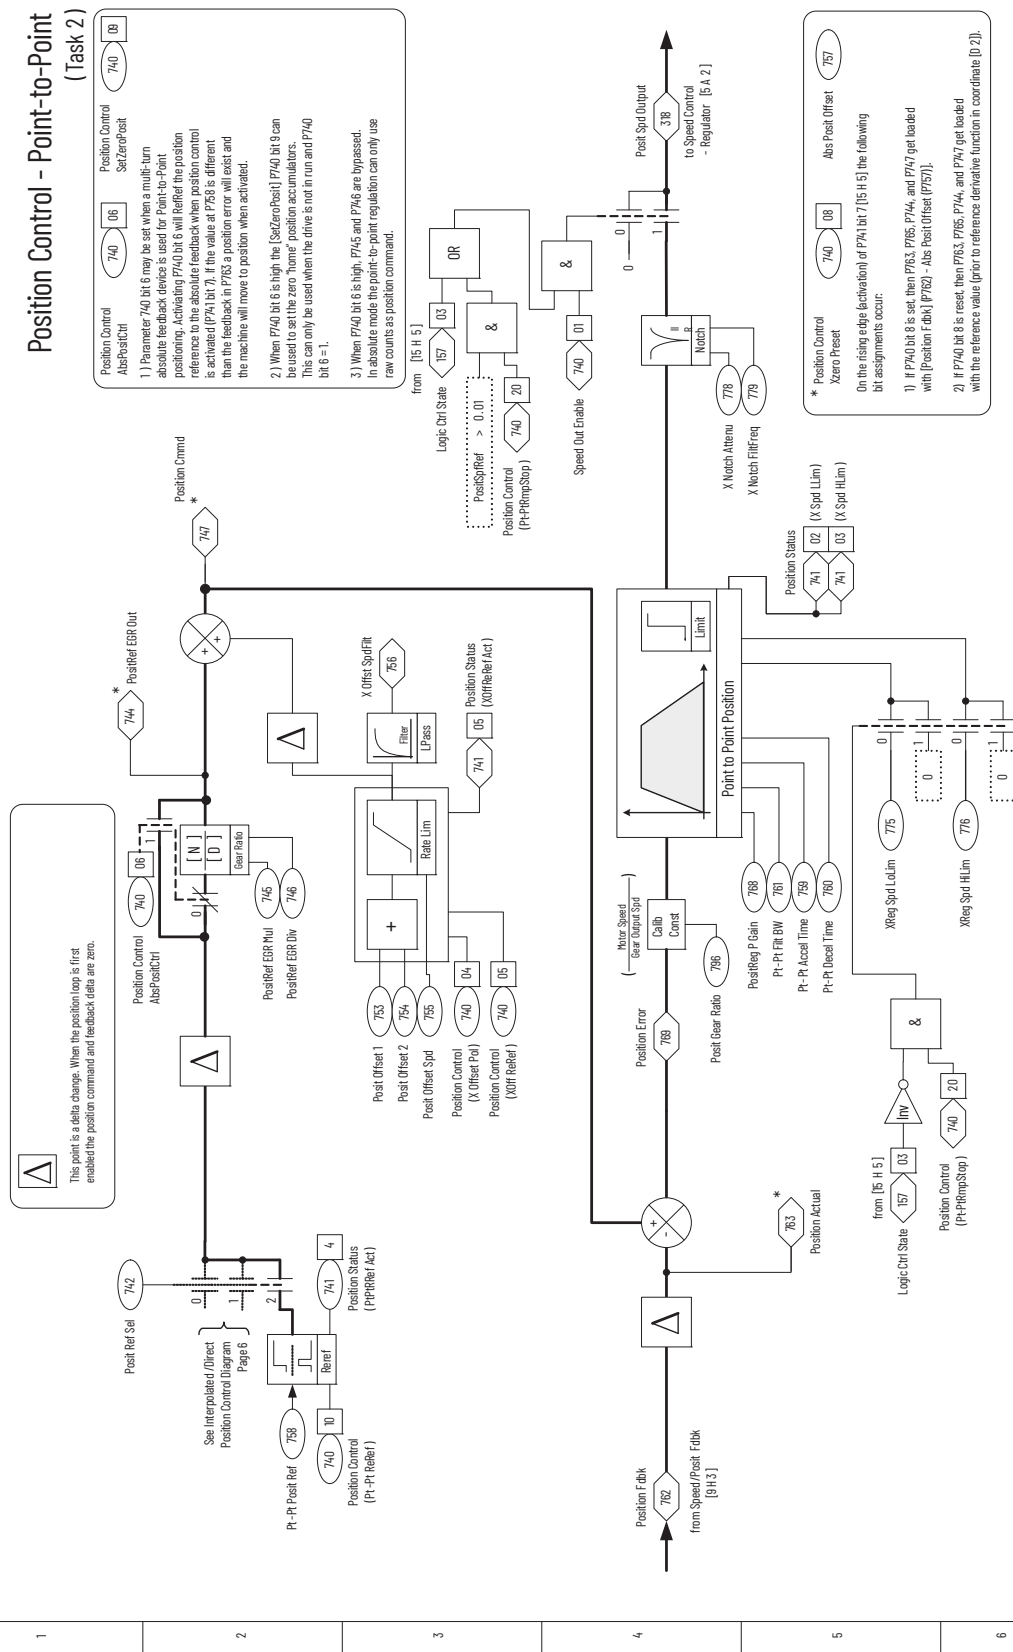 Position Control - Point-to-Point
(Task 2)
Position Control
AbsPositCtrl
740
06
Position Control
SetZeroPosit
740
09
1 ) Parameter 740 bit 6 may be set when a multi-turn
absolute feedback device is used for Point-to-Point
positioning. Activating P740 bit 6 will RefRef the position
reference to the absolute feedback when position control
is activated (P741 bit 7). If the value at P758 is different
than the feedback in P763 a position error will exist and
the machine will move to position when activated.
2 ) When P740 bit 6 is high the [SetZeroPosit] P740 bit 9 can
be used to set the zero "home" position accumulators.
This can only be used when the drive is not in run and P740
bit 6 =1.
3 ) When P740 bit 6 is high, P745 and P746 are bypassed.
In absolute mode the point-to-point regulation can only use
raw counts as position command.
Δ
This point is a delta change. When the position loop is first
enabled the position command and feedback delta are zero.
Posit Ref Sel
742
0
1
2
See Interpolated /Direct
Position Control Diagram
Page 6
Pt -Pt Posit Ref
758
Reref
740
10
Position Control
(Pt -Pt ReRef )
741
4
Position Status
(PtPtRRef Act)
Δ
Position Control
AbsPositCtrl
740
06
0
1
[ N ]
[ D ]
Gear Ratio
PositRef EGR Mul
745
PositRef EGR Div
746
744
*
PositRef EGR Out
+
+
747
*
Position Cmmd
Δ
Posit Offset 1
753
Posit Offset 2
754
Posit Offset Spd
755
Position Control
(X Offset Pol)
740
04
Position Control
(XOff ReRef )
740
05
+
Rate Lim
Filter
LPass
X Offst SpdFilt
756
741
05
Position Status
(XOffReRef Act)
from [15 H 5]
Logic Ctrl State
157
03
PositSpfRef > 0.01
740
20
Position Control
(Pt-PtRmpStop )
&
OR
Speed Out Enable
740
01
&
0
0
1
Posit Spd Output
318
to Speed Control
- Regulator [5 A 2 ]
Position Fdbk
762
from Speed /Posit Fdbk
[9 H 3 ]
Δ
+
-
763
*
Position Actual
Position Error
769
( Motor Speed
Gear Output Spd )
Calib
Const
796
Posit Gear Ratio
Limit
Point to Point Position
PositReg P Gain
768
Pt -Pt Filt BW
761
Pt - Pt Accel Time
759
Pt-Pt Decel Time
760
Position Status
741
02
(X Spd LLim)
741
03
(X Spd HLim)
Notch
X Notch Attenu
778
X Notch FiltFreq
779
from [15 H 5 ]
Logic Ctrl State
157
03
Inv
740
20
Position Control
(Pt-PtRmpStop )
&
XReg Spd LoLim
775
0
1
0
XReg Spd HiLim
776
0
1
0
* Position Control
Xzero Preset
740
08
Abs Posit Offset
757
On the rising edge (activation) of P741 bit 7 [15 H 5] the following
bit assignments occur:
1) If P740 bit 8 is set, then P763, P765, P744, and P747 get loaded
with [Position Fdbk] (P762) - Abs Posit Offset (P757)].
2) If P740 bit 8 is reset, then P763, P765, P744, and P747 get loaded
with the reference value (prior to reference derivative function in coordinate [D 2]).
1
2
3
4
5
6